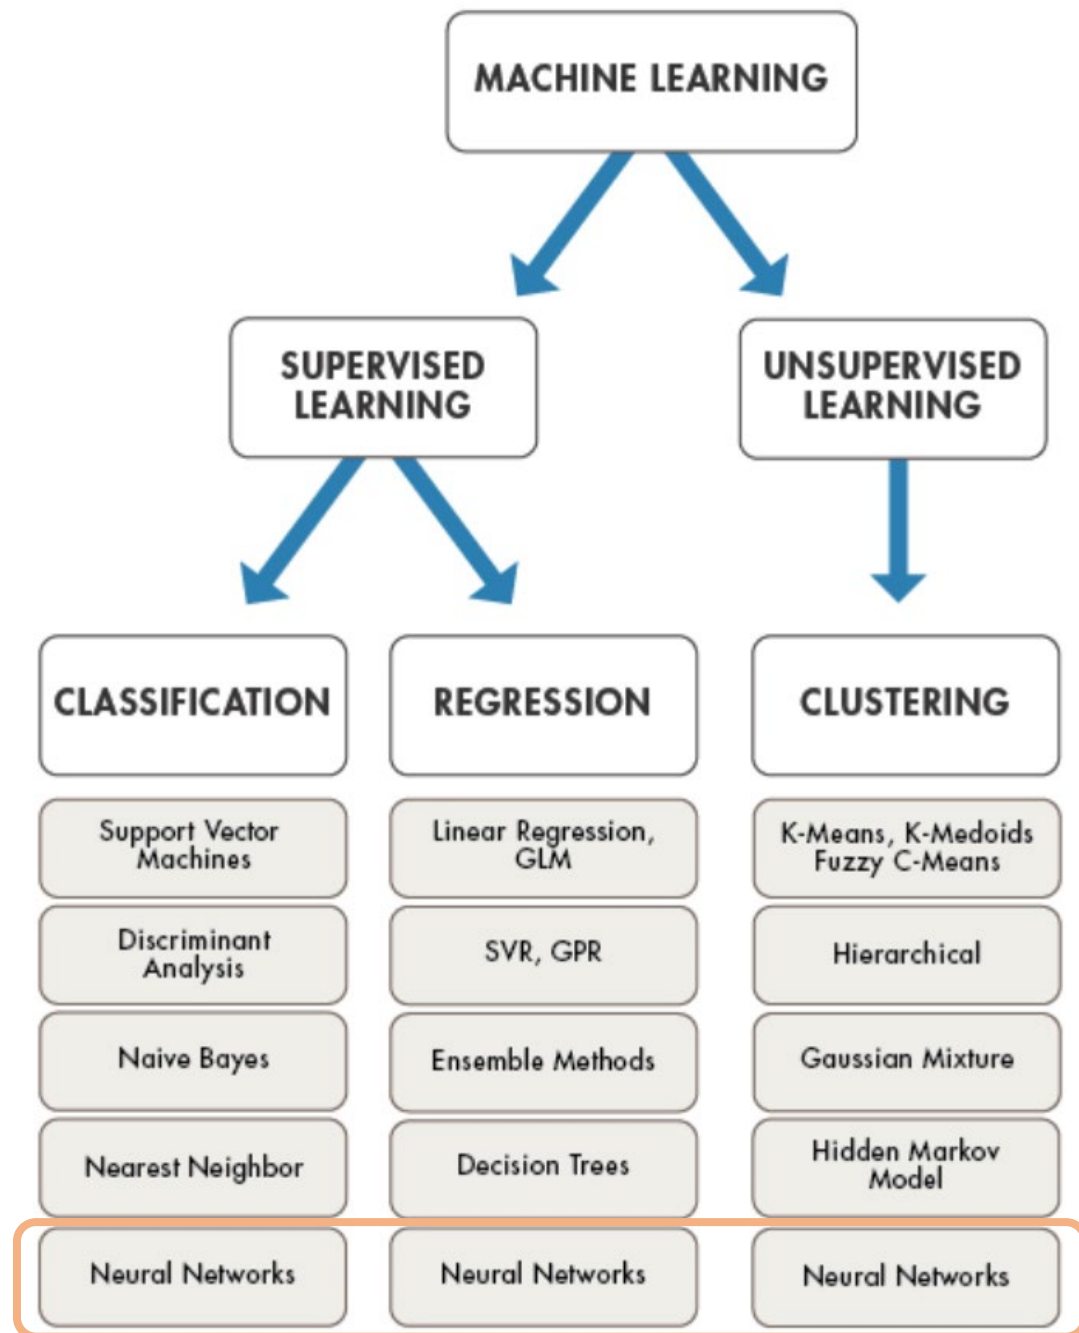 MACHINE LEARNING
SUPERVISED
LEARNING
UNSUPERVISED
LEARNING
CLASSIFICATION
REGRESSION
CLUSTERING
Support Vector
Machines
Linear Regression,
GLM
K-Means, K-Medoids
Fuzzy C-Means
Discriminant
Analysis
SVR, GPR
Hierarchical
Naive Bayes
Ensemble Methods
Gaussian Mixture
Nearest Neighbor
Decision Trees
Hidden Markov
Model
Neural Networks
Neural Networks
Neural Networks